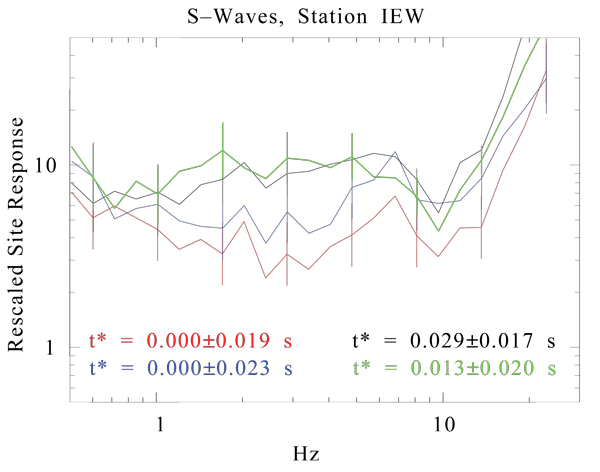 S–Waves, Station IEW
Rescaled Site Response
10
1
t* = 0.000±0.019 s
t* = 0.029±0.017 s
t* = 0.000±0.023 s
t* = 0.013±0.020 s
1
10
Hz